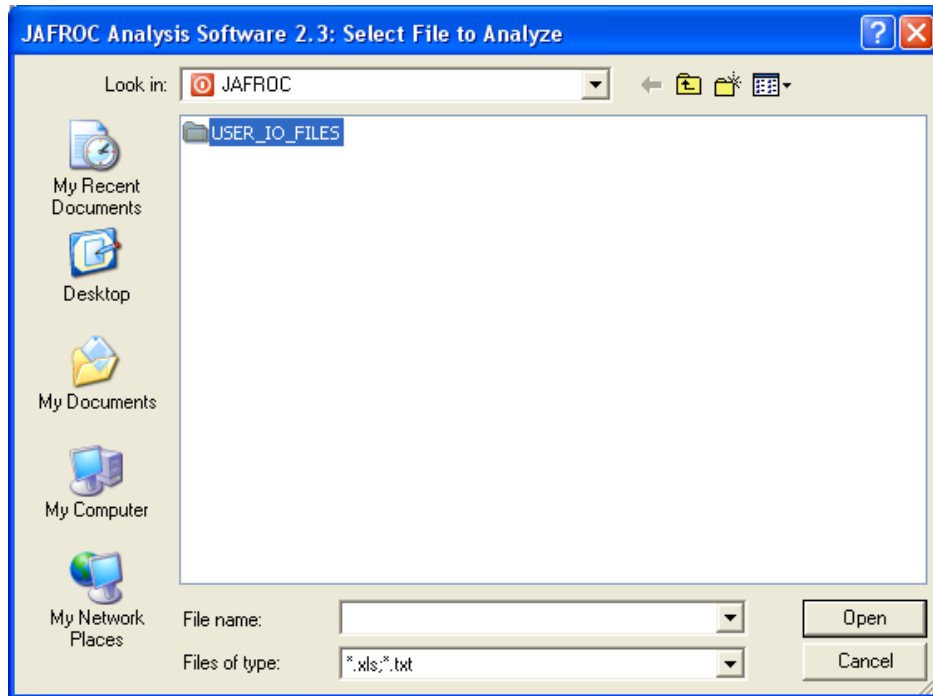 JAFROC Analysis Software 2.3: Select File to Analyze
Look in: JAFROC
USER_IO_FILES
My Recent
Documents
Desktop
My Documents
My Computer
My Network
Places
File name:
Open
Files of type: *.xls;*.txt
Cancel